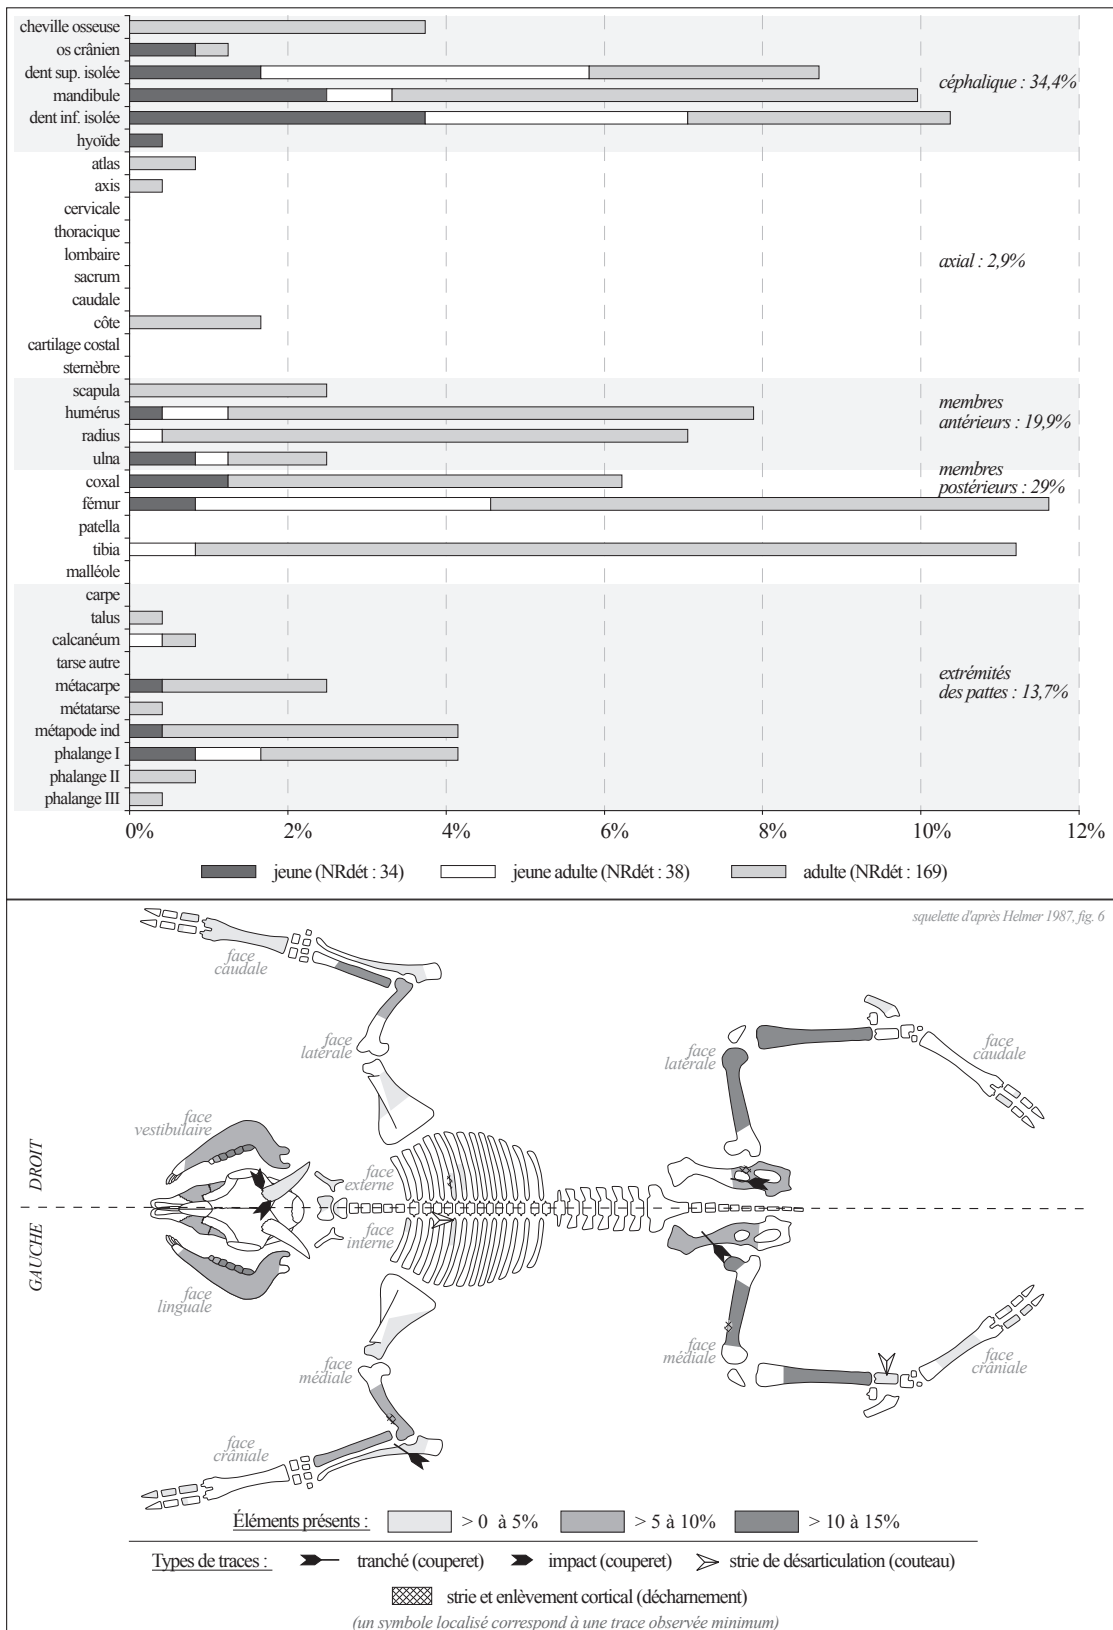 cheville osseuse
os crânien
dent sup. isolée
céphalique : 34,4%
mandibule
dent inf. isolée
hyoïde
atlas
axis
cervicale
thoracique
lombaire
axial : 2,9%
sacrum
caudale
côte
cartilage costal
sternèbre
scapula
membres
antérieurs : 19,9%
humérus
radius
ulna
membres
postérieurs : 29%
coxal
fémur
patella
tibia
malléole
carpe
talus
calcanéum
tarse autre
extrémités
des pattes : 13,7%
métacarpe
métatarse
métapode ind
phalange I
phalange II
phalange III
0% 2% 4% 6% 8% 10% 12%
jeune (NRdét : 34) jeune adulte (NRdét : 38) adulte (NRdét : 169)
squelette d'après Helmer 1987, fig. 6
face
caudale
face
latérale
face
latérale
face
caudale
face
vestibulaire
face
externe
DROIT
GAUCHE
face
interne
face
linguale
face
médiale
face
médiale
face
crâniale
face
crâniale
Éléments présents : > 0 à 5% > 5 à 10% > 10 à 15%
Types de traces : tranché (couperet) impact (couperet) strie de désarticulation (couteau)
strie et enlèvement cortical (décharnement)
(un symbole localisé correspond à une trace observée minimum)